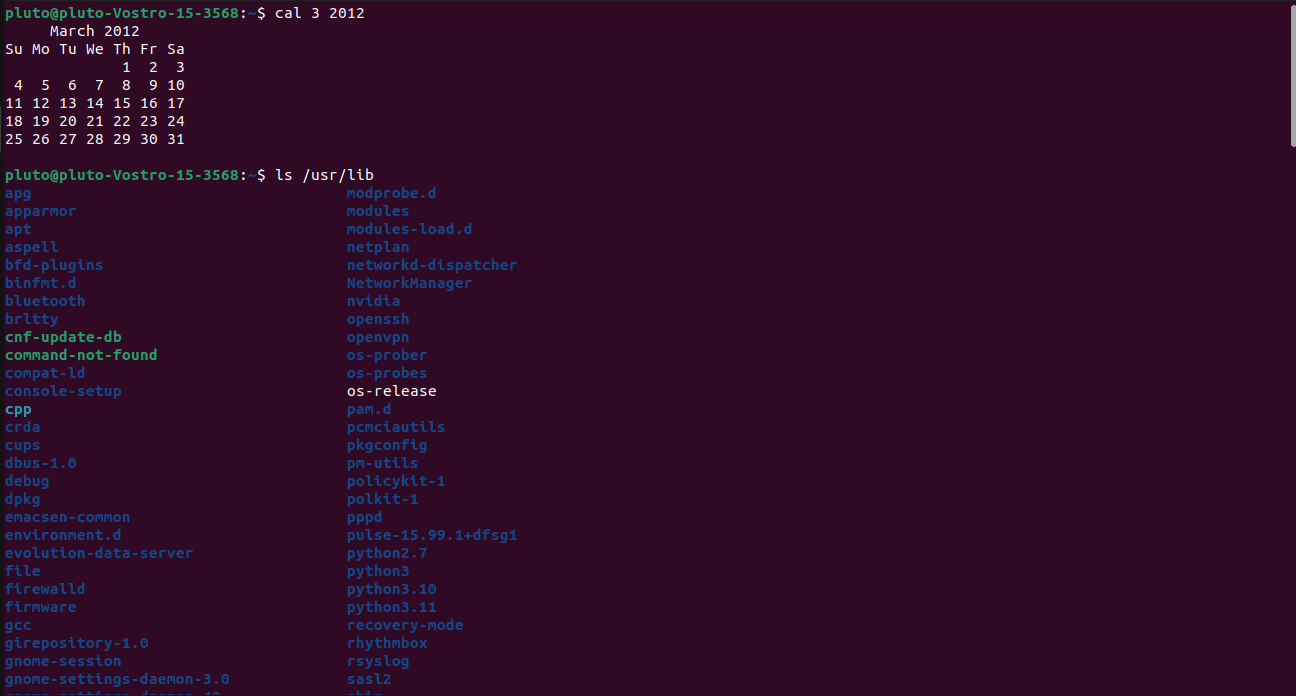 pluto@pluto-Vostro-15-3568:~$ cal 3 2012
     March 2012
Su Mo Tu We Th Fr Sa
             1  2  3
 4  5  6  7  8  9 10
11 12 13 14 15 16 17
18 19 20 21 22 23 24
25 26 27 28 29 30 31
pluto@pluto-Vostro-15-3568:~$ ls /usr/lib
apg                                   modprobe.d
apparmor                              modules
apt                                   modules-load.d
aspell                                netplan
bfd-plugins                           networkd-dispatcher
binfmt.d                              NetworkManager
bluetooth                             nvidia
brltty                                openssh
cnf-update-db                         openvpn
command-not-found                     os-prober
compat-ld                             os-probes
console-setup                         os-release
cpp                                   pam.d
crda                                  pcmciautils
cups                                  pkgconfig
dbus-1.0                              pm-utils
debug                                 policykit-1
dpkg                                  polkit-1
emacsen-common                        pppd
environment.d                         pulse-15.99.1+dfsg1
evolution-data-server                 python2.7
file                                  python3
firewalld                             python3.10
firmware                              python3.11
gcc                                   recovery-mode
girepository-1.0                      rhythmbox
gnome-session                         rsyslog
gnome-settings-daemon-3.0             sasl2